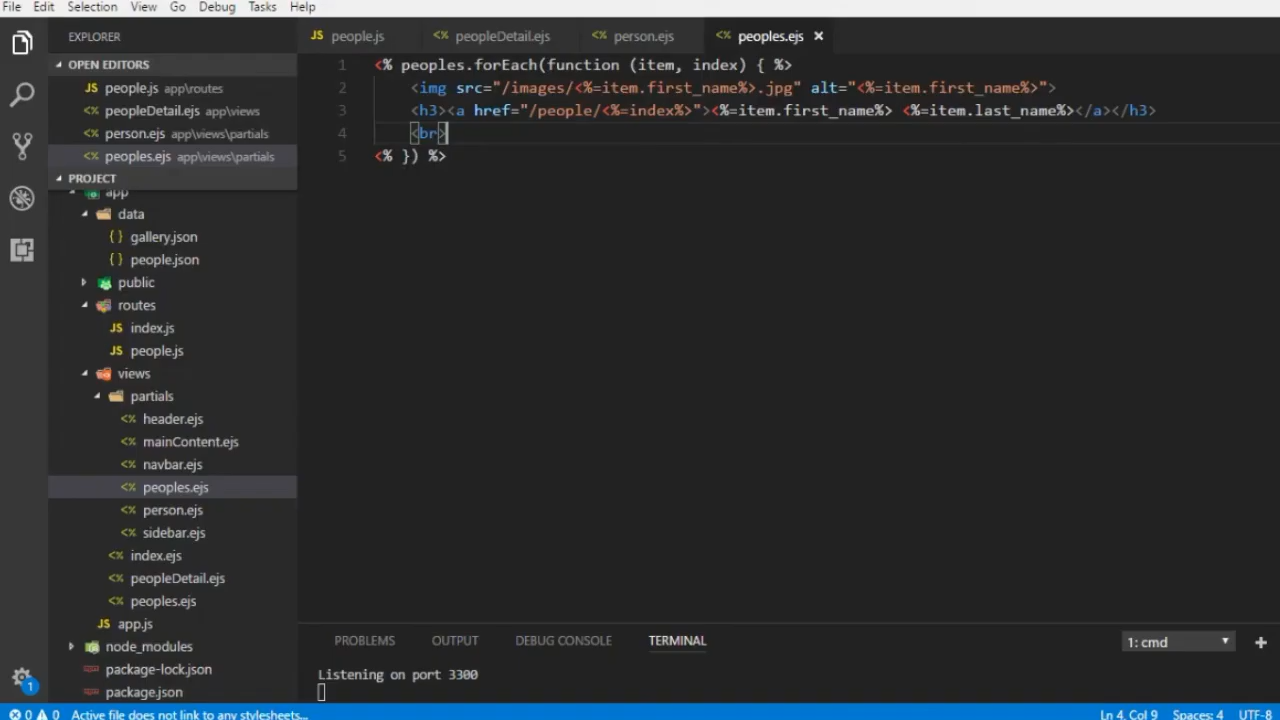 File Edit Selection View Go Debug Tasks Help
EXPLORER
OPEN EDITORS
JS people.js app\routes
<% peopleDetail.ejs app\views
<% person.ejs app\views\partials
<% peoples.ejs app\views\partials
PROJECT
app
data
{ } gallery.json
{ } people.json
public
routes
JS index.js
JS people.js
views
partials
<% header.ejs
<% mainContent.ejs
<% navbar.ejs
<% peoples.ejs
<% person.ejs
<% sidebar.ejs
<% index.ejs
<% peopleDetail.ejs
<% peoples.ejs
JS app.js
node_modules
package-lock.json
package.json
JS people.js <% peopleDetail.ejs <% person.ejs <% peoples.ejs ×
1 <% peoples.forEach(function (item, index) { %>
2 <img src="/images/<%=item.first_name%>.jpg" alt="<%=item.first_name%>">
3 <h3><a href="/people/<%=index%>"><%=item.first_name%> <%=item.last_name%></a></h3>
4 <br>
5 <% }) %>
PROBLEMS OUTPUT DEBUG CONSOLE TERMINAL 1: cmd
Listening on port 3300
1
0 0 Active file does not link to any stylesheets... Ln 4, Col 9 Spaces: 4 UTF-8